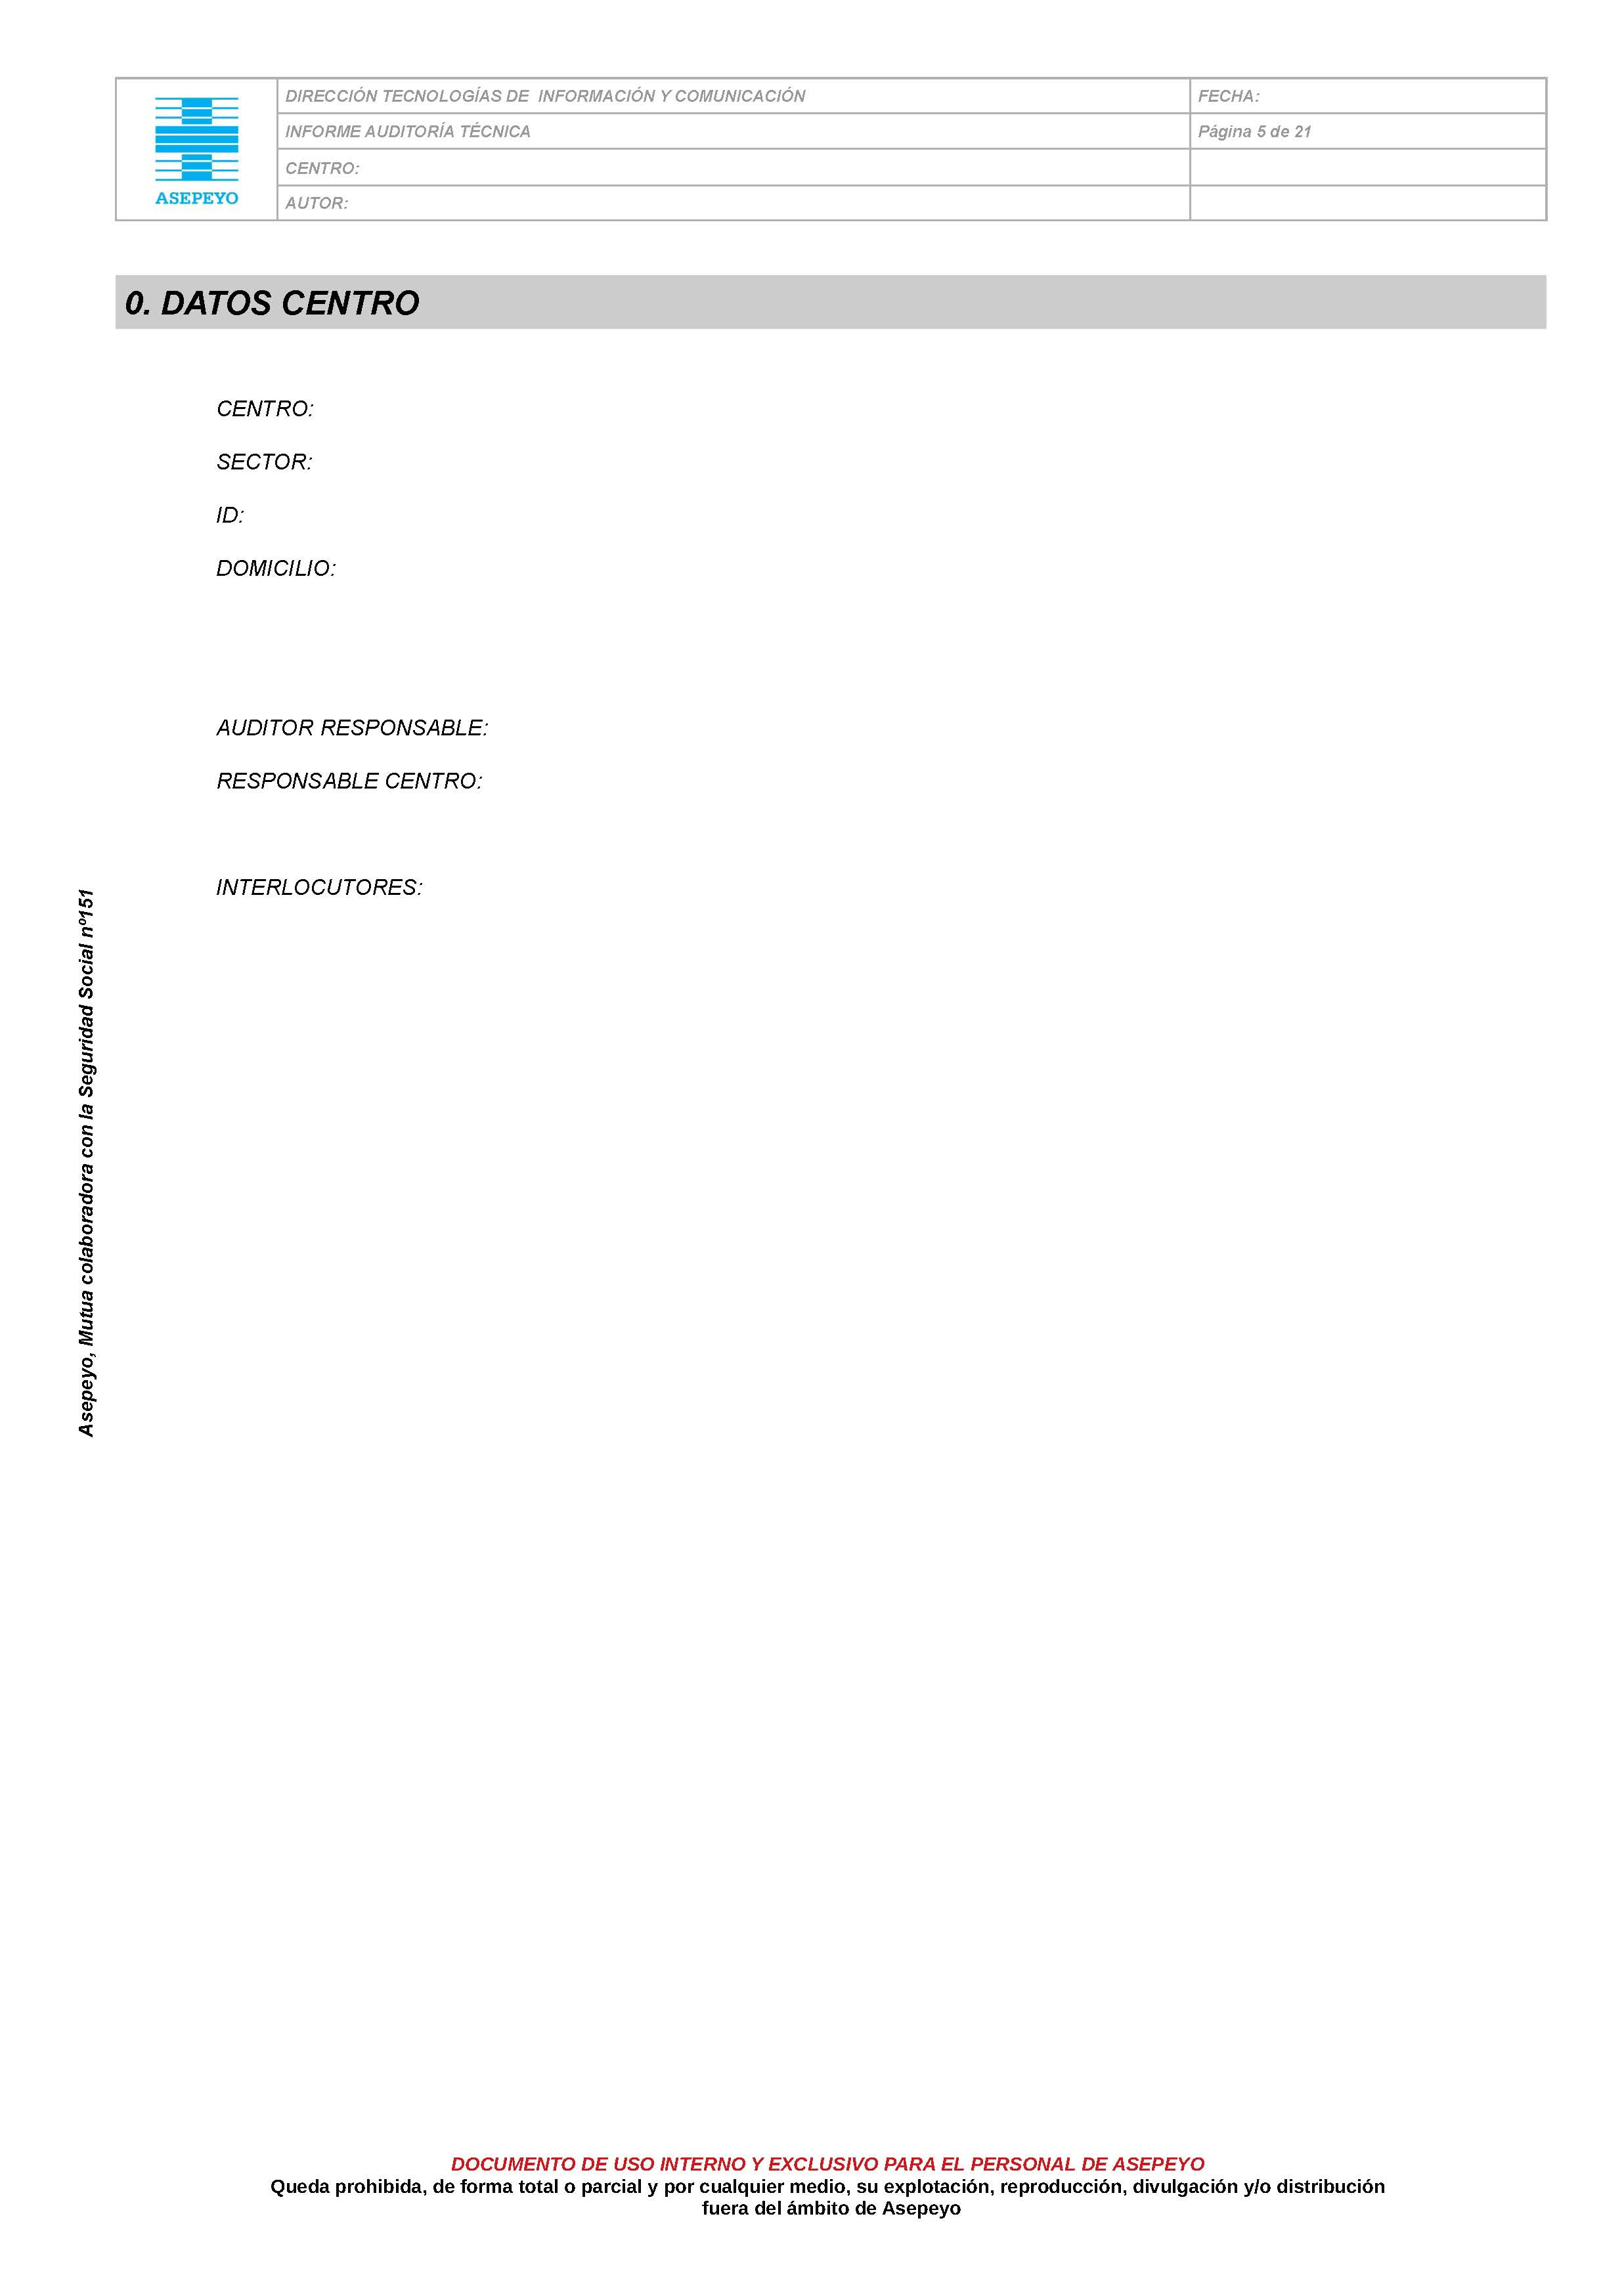 ASEPEYO
DIRECCIÓN TECNOLOGÍAS DE  INFORMACIÓN Y COMUNICACIÓN
FECHA:
INFORME AUDITORÍA TÉCNICA
Página 5 de 21
CENTRO:
AUTOR:
0. DATOS CENTRO
CENTRO:
SECTOR:
ID:
DOMICILIO:
AUDITOR RESPONSABLE:
RESPONSABLE CENTRO:
INTERLOCUTORES:
Asepeyo, Mutua colaboradora con la Seguridad Social nº151
DOCUMENTO DE USO INTERNO Y EXCLUSIVO PARA EL PERSONAL DE ASEPEYO
Queda prohibida, de forma total o parcial y por cualquier medio, su explotación, reproducción, divulgación y/o distribución
fuera del ámbito de Asepeyo